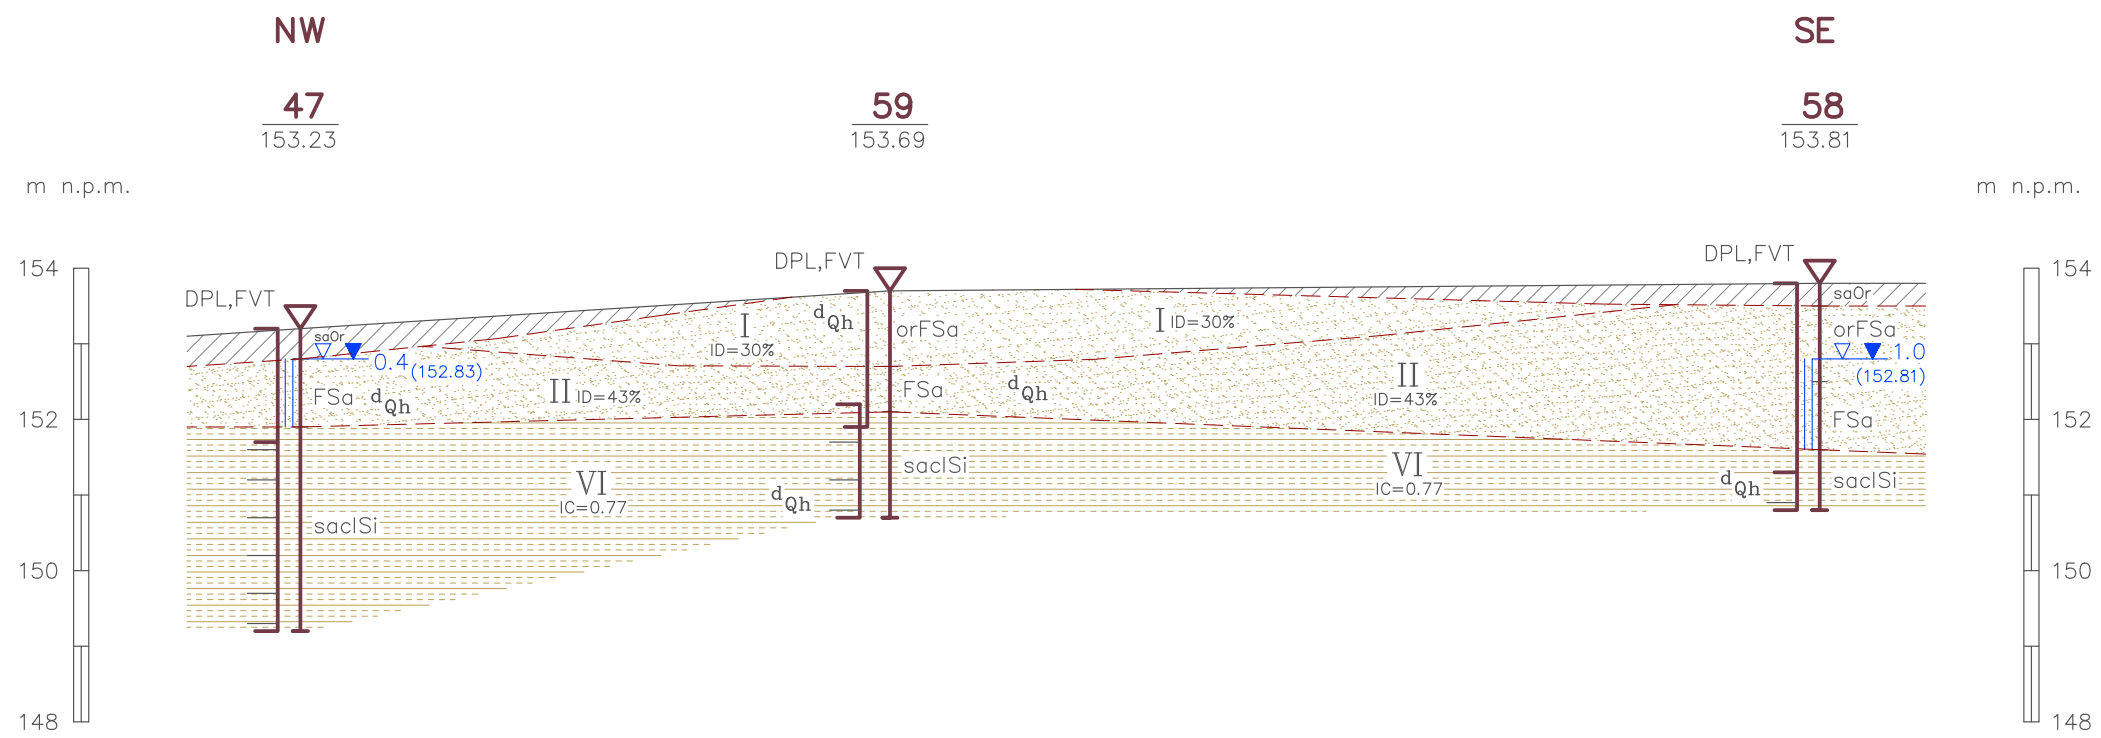 NW SE
47 59 58
153.23 153.69 153.81
m n.p.m. m n.p.m.
DPL,FVT DPL,FVT DPL,FVT
154 154
saOr saOr
I ID=30% dQh orFSa I ID=30% orFSa
0.4 (152.83) 1.0 (152.81)
FSa dQh II ID=43% FSa dQh II ID=43% FSa
152 152
VI IC=0.77 saclSi VI IC=0.77 saclSi
dQh dQh
saclSi
150 150
148 148